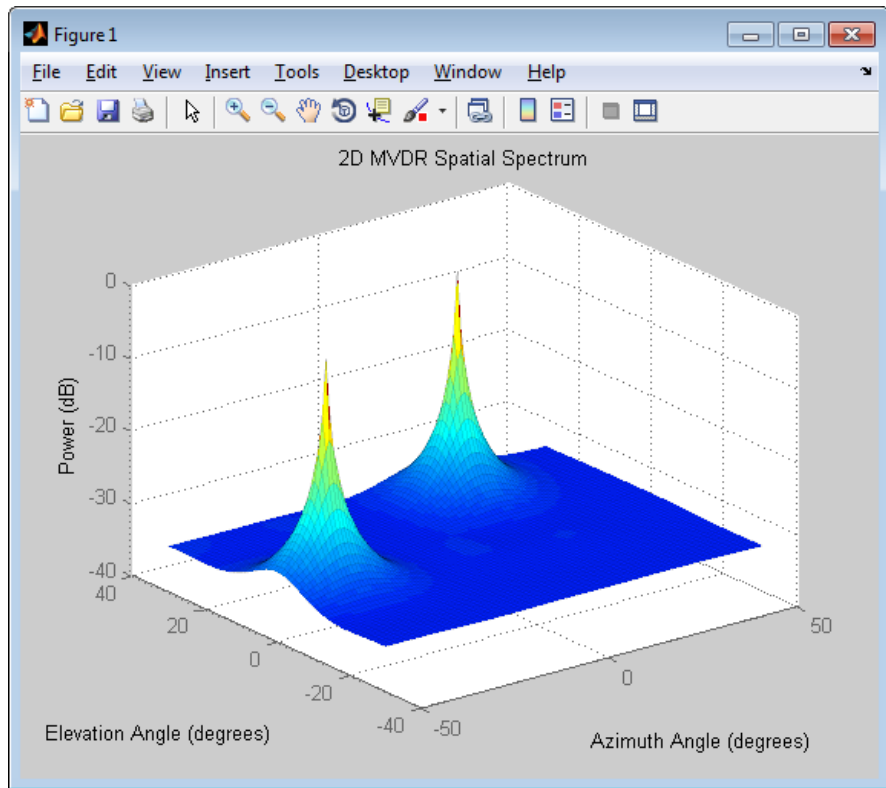 Figure 1
File Edit View Insert Tools Desktop Window Help
2D MVDR Spatial Spectrum
0
-10
-20
-30
-40
Power (dB)
40
20
0
-20
-40
Elevation Angle (degrees)
-50
0
50
Azimuth Angle (degrees)